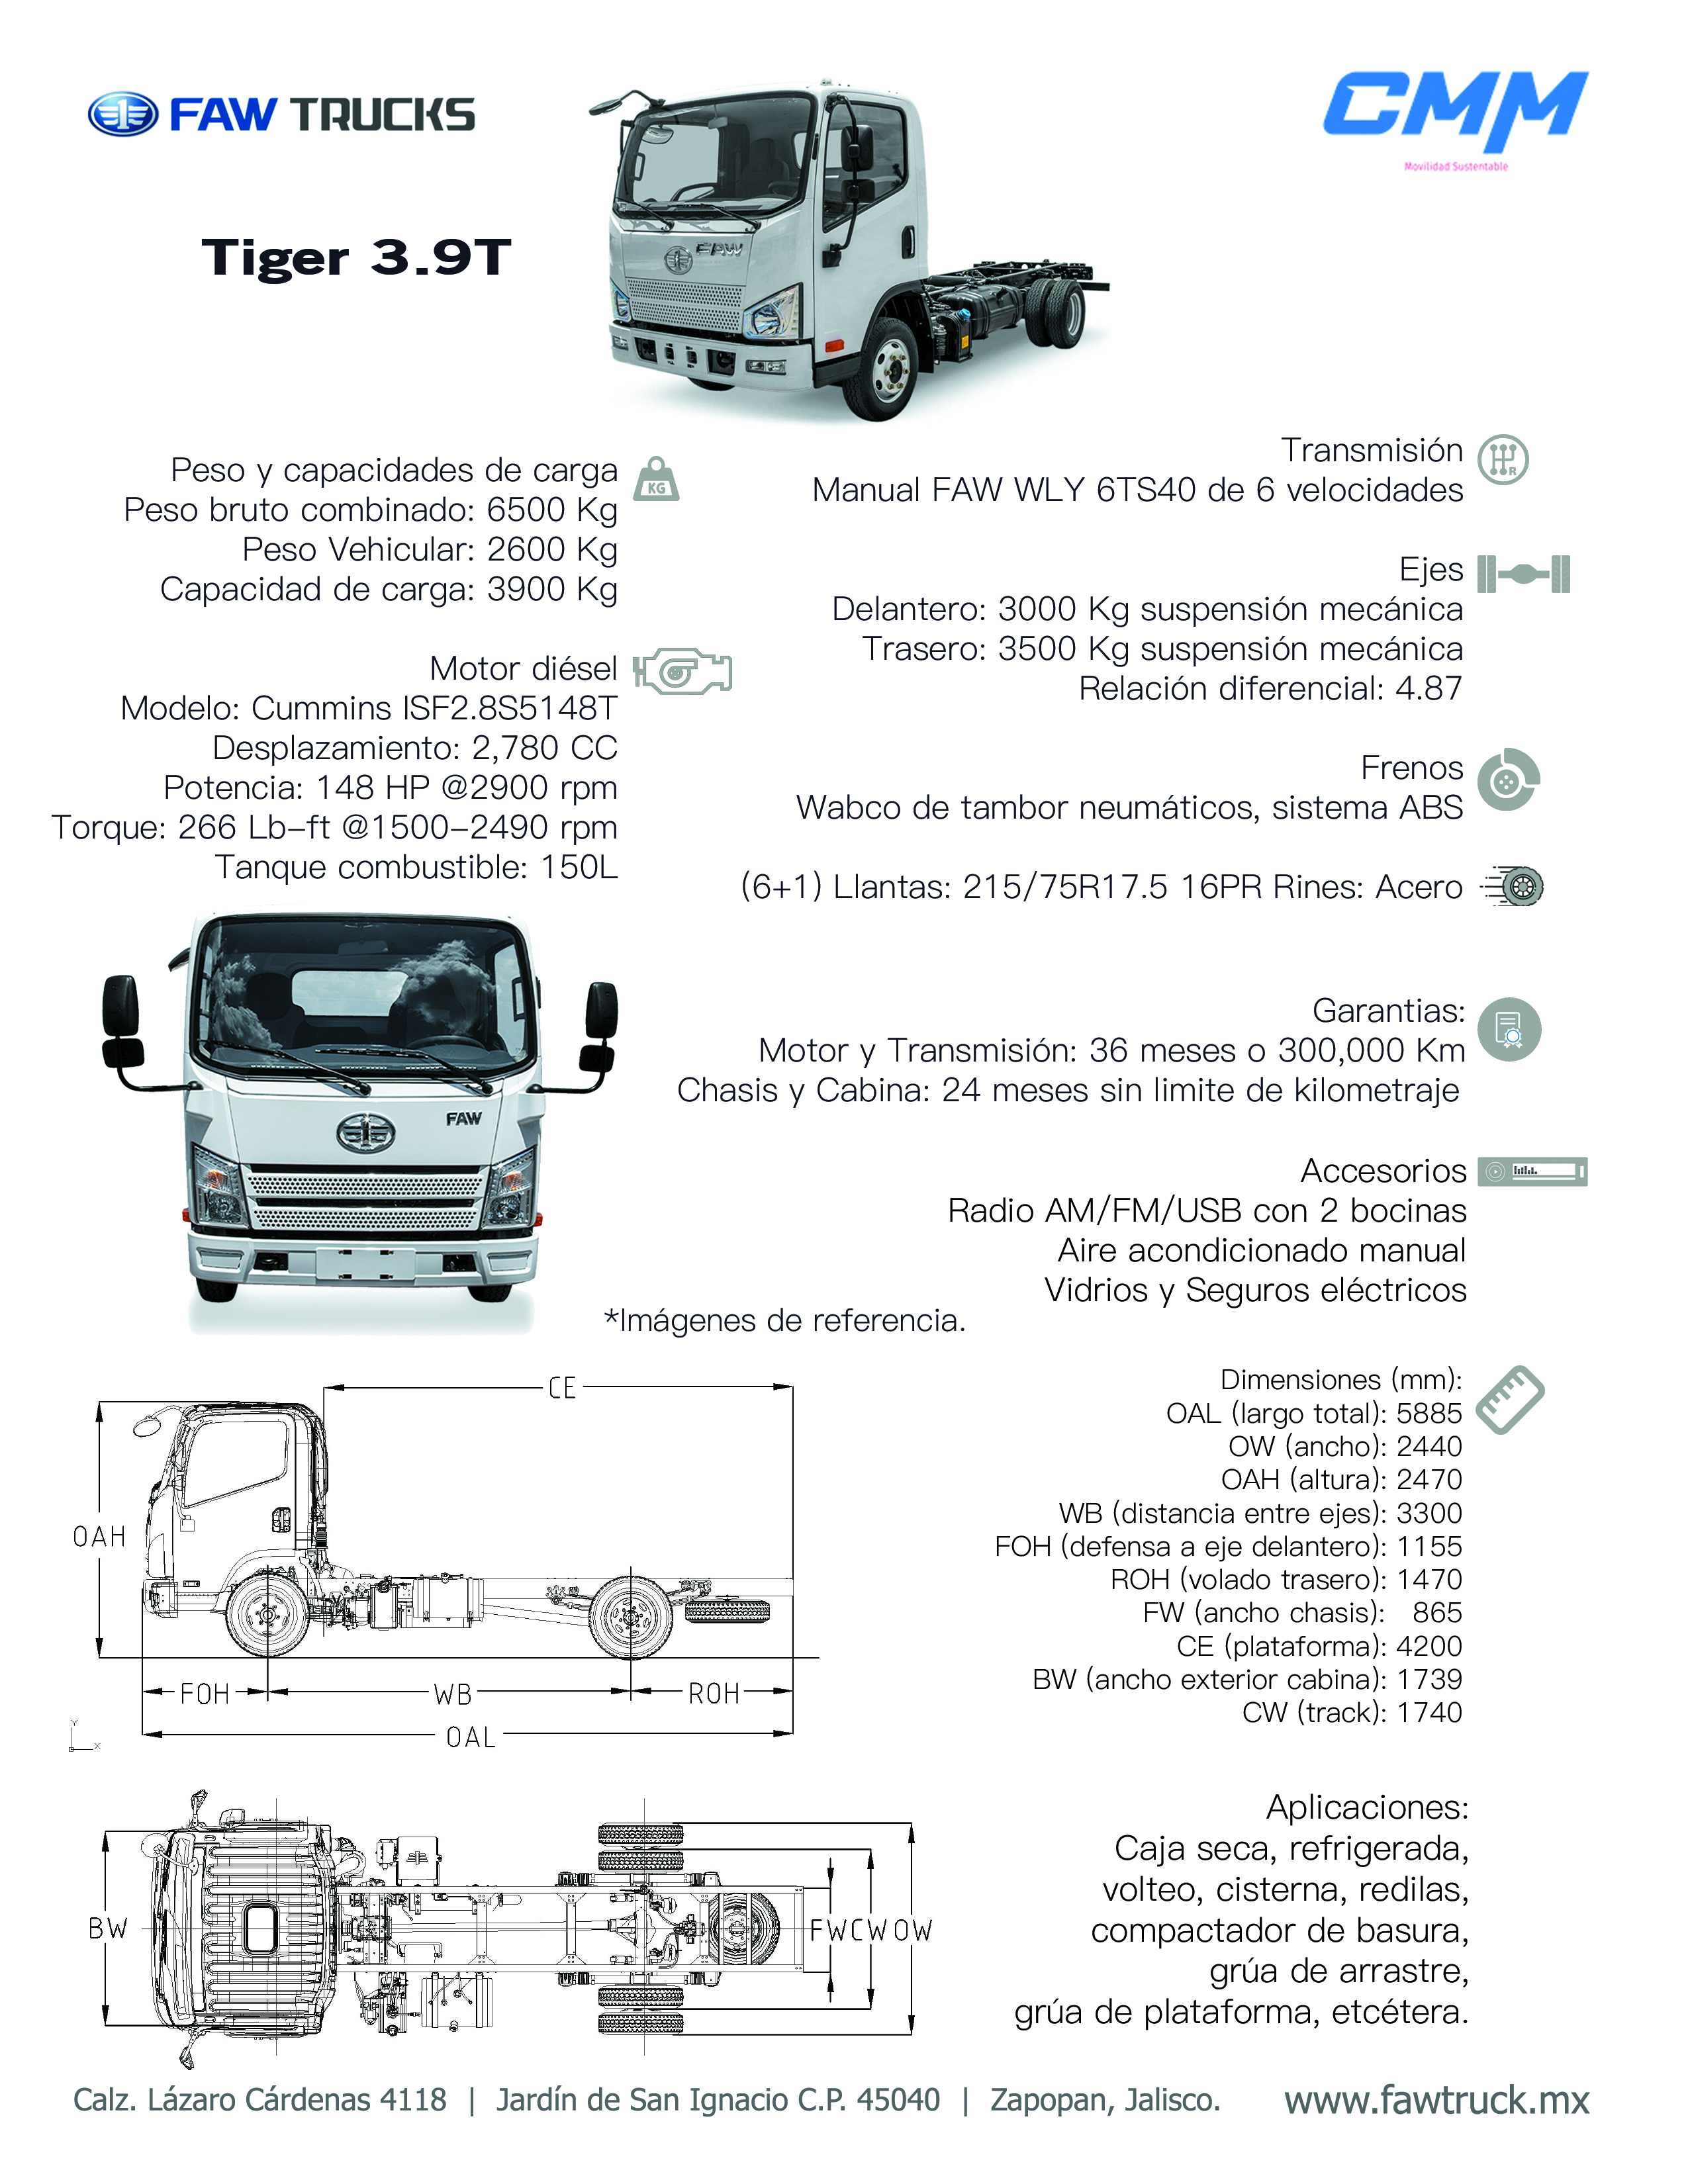 FAW TRUCKS
CMM
Movilidad Sustentable
Tiger 3.9T
FAW
Peso y capacidades de carga
KG
Peso bruto combinado: 6500 Kg
Peso Vehicular: 2600 Kg
Capacidad de carga: 3900 Kg
Motor diésel
Modelo: Cummins ISF2.8S5148T
Desplazamiento: 2,780 CC
Potencia: 148 HP @2900 rpm
Torque: 266 Lb-ft @1500-2490 rpm
Tanque combustible: 150L
Transmisión
R
Manual FAW WLY 6TS40 de 6 velocidades
Ejes
Delantero: 3000 Kg suspensión mecánica
Trasero: 3500 Kg suspensión mecánica
Relación diferencial: 4.87
Frenos
Wabco de tambor neumáticos, sistema ABS
(6+1) Llantas: 215/75R17.5 16PR Rines: Acero
FAW
Garantias:
Motor y Transmisión: 36 meses o 300,000 Km
Chasis y Cabina: 24 meses sin limite de kilometraje
Accesorios
Radio AM/FM/USB con 2 bocinas
Aire acondicionado manual
Vidrios y Seguros eléctricos
*Imágenes de referencia.
CE
OAH
FOH
WB
ROH
OAL
Y
X
Dimensiones (mm):
OAL (largo total): 5885
OW (ancho): 2440
OAH (altura): 2470
WB (distancia entre ejes): 3300
FOH (defensa a eje delantero): 1155
ROH (volado trasero): 1470
FW (ancho chasis): 865
CE (plataforma): 4200
BW (ancho exterior cabina): 1739
CW (track): 1740
BW
FW CW OW
Aplicaciones:
Caja seca, refrigerada,
volteo, cisterna, redilas,
compactador de basura,
grúa de arrastre,
grúa de plataforma, etcétera.
Calz. Lázaro Cárdenas 4118 | Jardín de San Ignacio C.P. 45040 | Zapopan, Jalisco.
www.fawtruck.mx